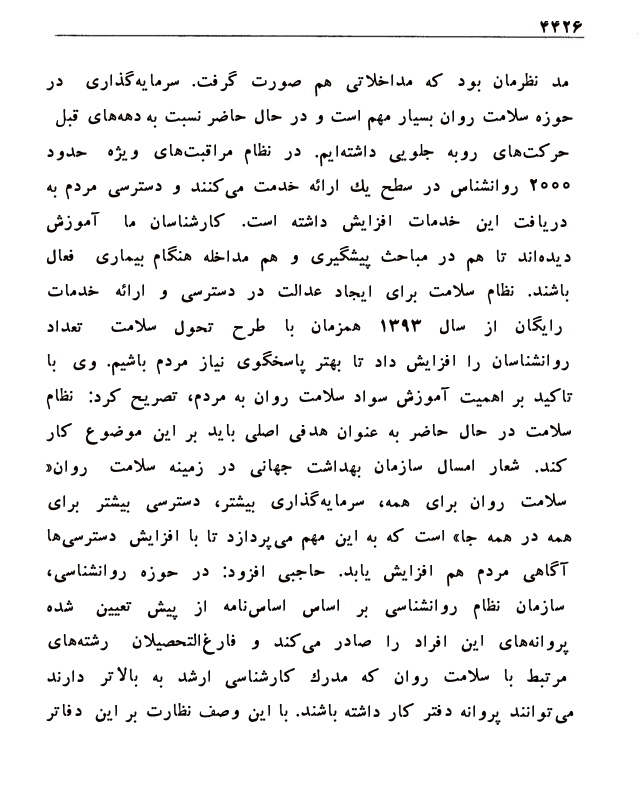 ۴۴۲۶
مد نظرمان بود که مداخلاتی هم صورت گرفت. سرمایه‌گذاری در
حوزه سلامت روان بسیار مهم است و در حال حاضر نسبت به دهه‌های قبل
حرکت‌های روبه جلویی داشته‌ایم. در نظام مراقبت‌های ویژه حدود
۲۰۰۰ روانشناس در سطح یك ارائه خدمت می‌کنند و دسترسی مردم به
دریافت این خدمات افزایش داشته است. کارشناسان ما آموزش
دیده‌اند تا هم در مباحث پیشگیری و هم مداخله هنگام بیماری فعال
باشند. نظام سلامت برای ایجاد عدالت در دسترسی و ارائه خدمات
رایگان از سال ۱۳۹۳ همزمان با طرح تحول سلامت تعداد
روانشناسان را افزایش داد تا بهتر پاسخگوی نیاز مردم باشیم. وی با
تاکید بر اهمیت آموزش سواد سلامت روان به مردم، تصریح کرد: نظام
سلامت در حال حاضر به عنوان هدفی اصلی باید بر این موضوع کار
کند. شعار امسال سازمان بهداشت جهانی در زمینه سلامت روان«
سلامت روان برای همه، سرمایه‌گذاری بیشتر، دسترسی بیشتر برای
همه در همه جا» است که به این مهم می‌پردازد تا با افزایش دسترسی‌ها
آگاهی مردم هم افزایش یابد. حاجبی افزود: در حوزه روانشناسی،
سازمان نظام روانشناسی بر اساس اساس‌نامه از پیش تعیین شده
پروانه‌های این افراد را صادر می‌کند و فارغ‌التحصیلان رشته‌های
مرتبط با سلامت روان که مدرك کارشناسی ارشد به بالاتر دارند
می‌توانند پروانه دفتر کار داشته باشند. با این وصف نظارت بر این دفاتر